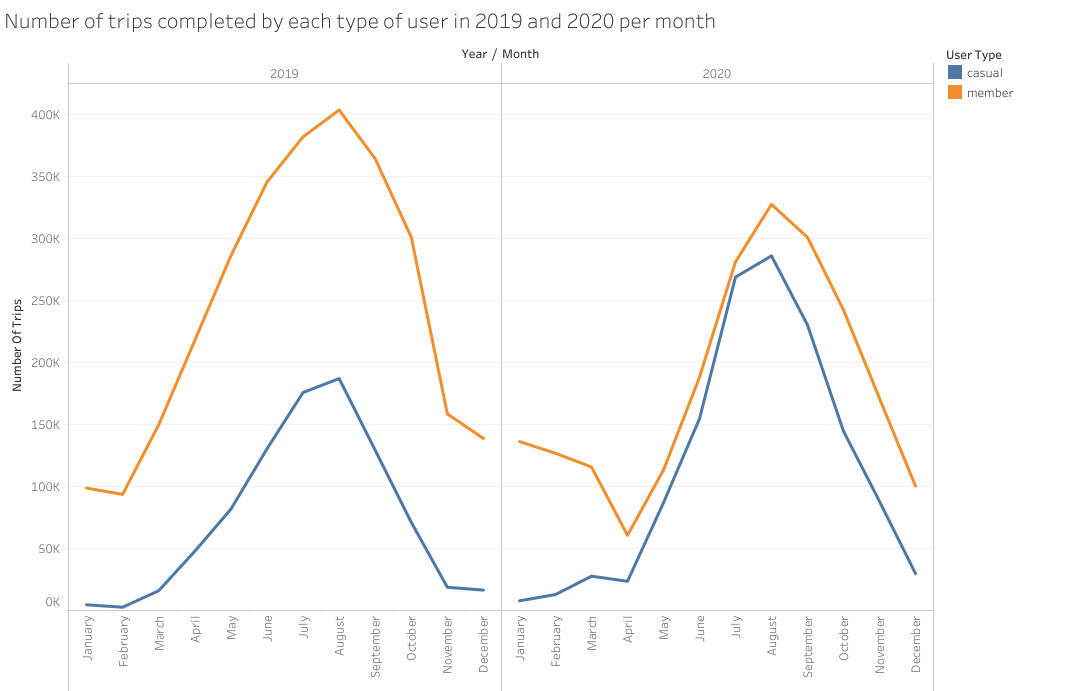 Number of trips completed by each type of user in 2019 and 2020 per month
Year / Month
2019
2020
User Type
casual
member
Number Of Trips
400K
350K
300K
250K
200K
150K
100K
50K
0K
January
February
March
April
May
June
July
August
September
October
November
December
January
February
March
April
May
June
July
August
September
October
November
December